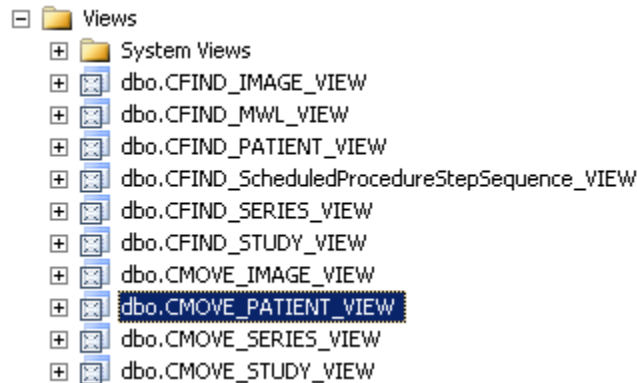 Views
System Views
dbo.CFIND_IMAGE_VIEW
dbo.CFIND_MWL_VIEW
dbo.CFIND_PATIENT_VIEW
dbo.CFIND_ScheduledProcedureStepSequence_VIEW
dbo.CFIND_SERIES_VIEW
dbo.CFIND_STUDY_VIEW
dbo.CMOVE_IMAGE_VIEW
dbo.CMOVE_PATIENT_VIEW
dbo.CMOVE_SERIES_VIEW
dbo.CMOVE_STUDY_VIEW